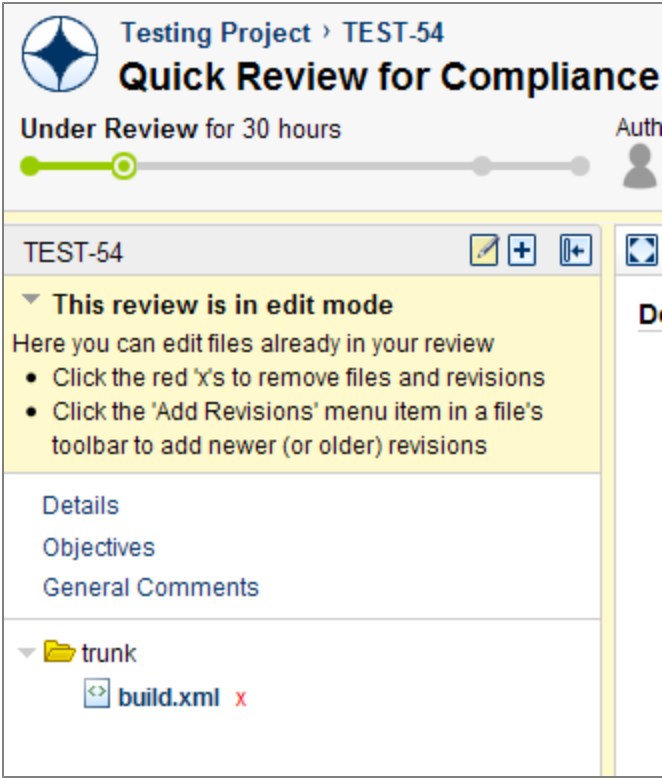 Testing Project › TEST-54
Quick Review for Compliance
Under Review for 30 hours
Auth
TEST-54
This review is in edit mode
Here you can edit files already in your review
• Click the red 'x's to remove files and revisions
• Click the 'Add Revisions' menu item in a file's
toolbar to add newer (or older) revisions
Details
Objectives
General Comments
trunk
build.xml x